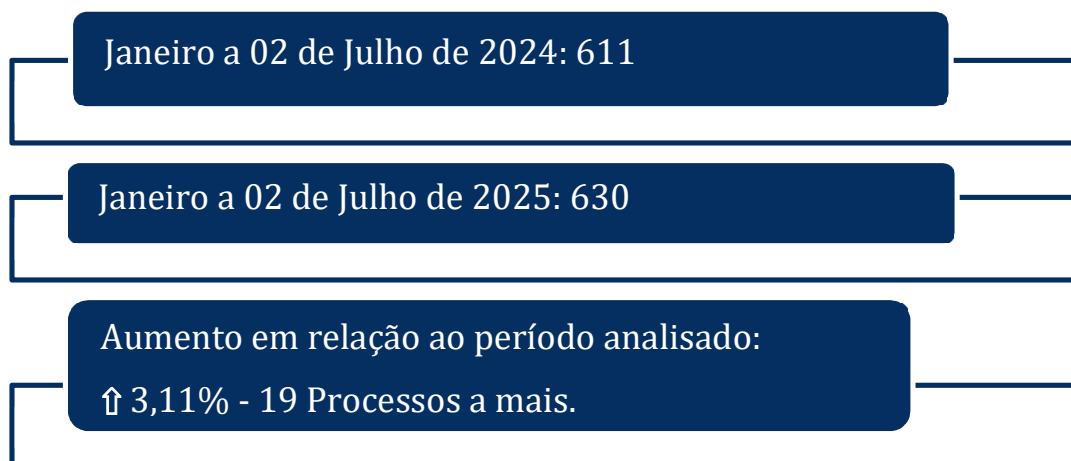 Janeiro a 02 de Julho de 2024: 611
Janeiro a 02 de Julho de 2025: 630
Aumento em relação ao período analisado:
⇧ 3,11% - 19 Processos a mais.